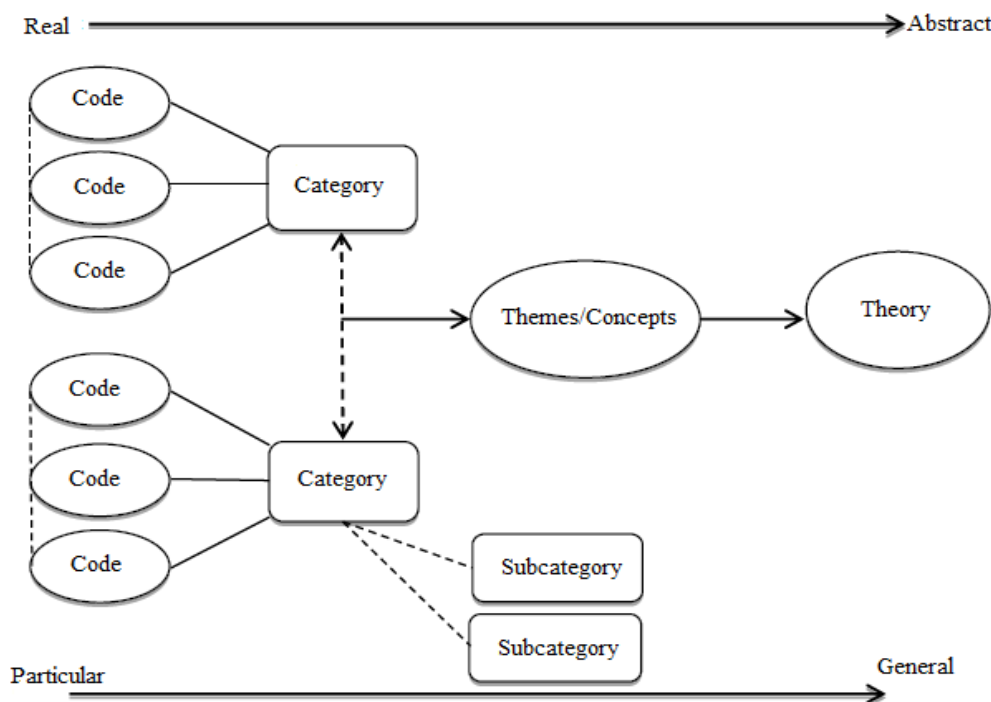 Real
Abstract
Code
Code
Category
Code
Themes/Concepts
Theory
Code
Code
Category
Code
Subcategory
Subcategory
Particular
General